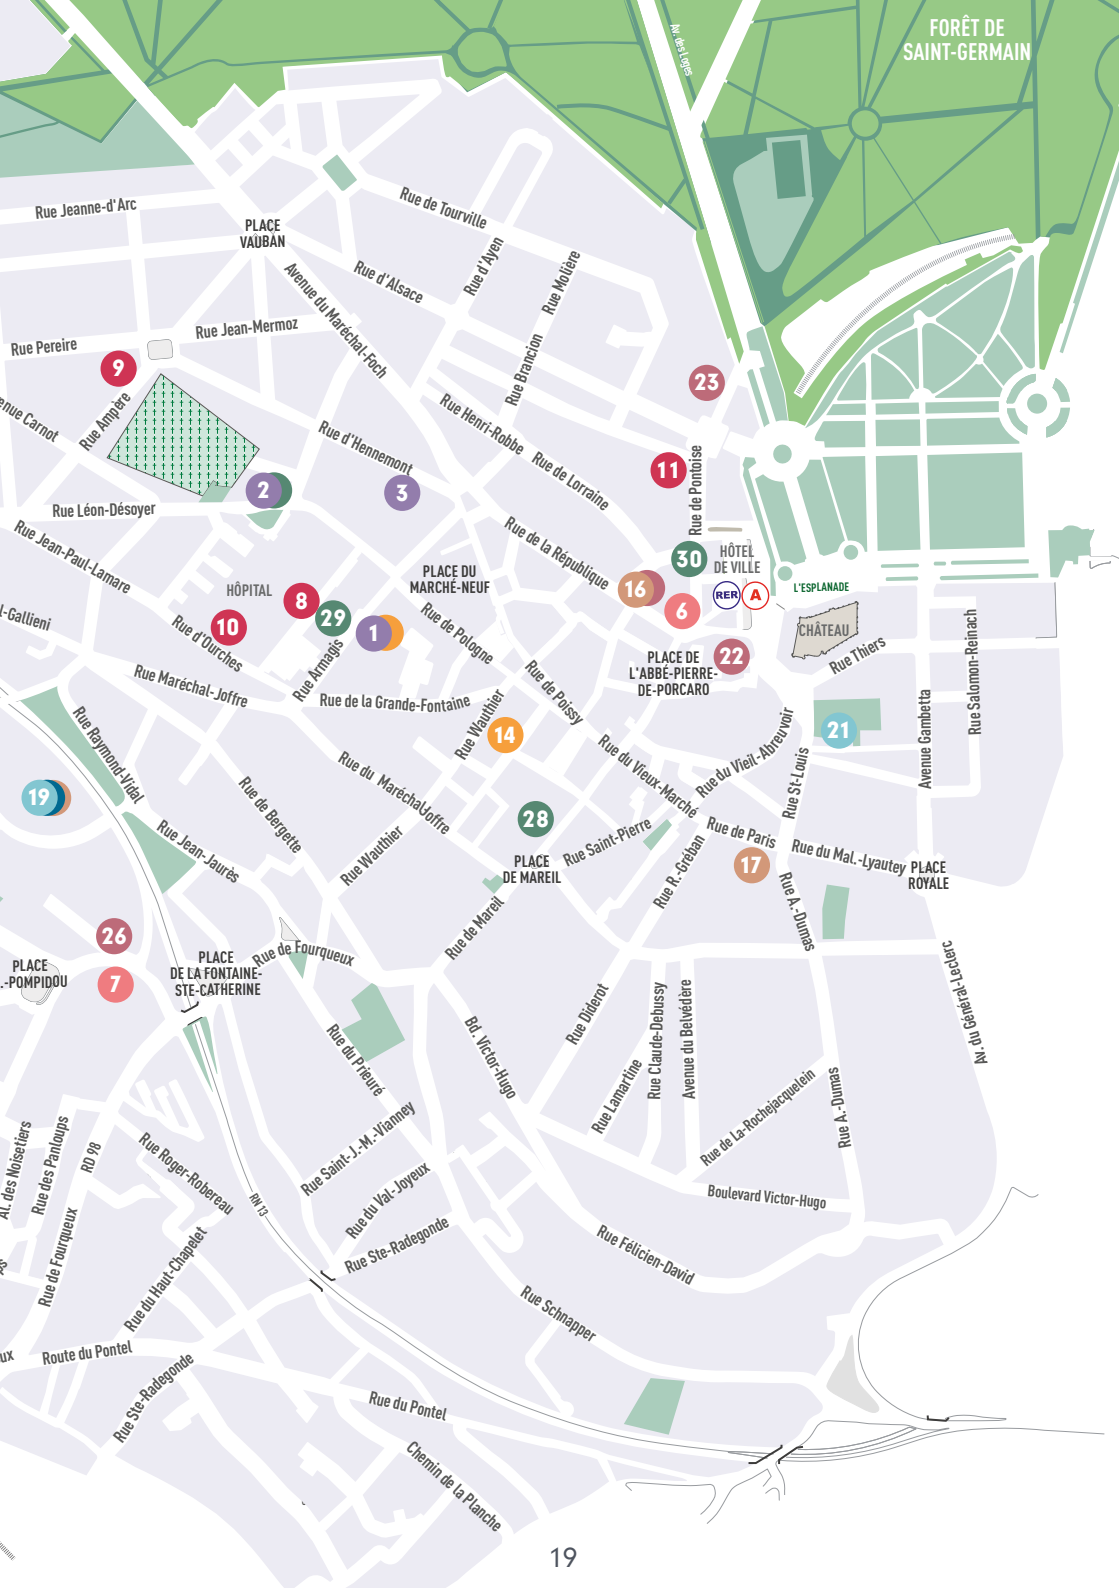 FORÊT DE
SAINT-GERMAIN
Av. des Loges
Rue Jeanne-d'Arc
PLACE
VAUBAN
Rue de Tourville
Rue d'Ayen
Rue Molière
Rue d'Alsace
Avenue du Maréchal-Foch
Rue Jean-Mermoz
Rue Pereire
9
Rue Brancion
23
Rue Ampère
enue Carnot
Rue Henri-Robbe
Rue d'Hennemont
Rue de Lorraine
11
Rue de Pontoise
2
3
Rue Léon-Désoyer
Rue Jean-Paul-Lamare
Rue de la République
30
HÔTEL
DE VILLE
PLACE DU
MARCHÉ-NEUF
HÔPITAL
16
6
RER
A
L'ESPLANADE
8
29
10
1
CHÂTEAU
l-Gallieni
Rue d'Ourches
Rue Armagis
Rue de Pologne
Rue Thiers
Rue Salomon-Reinach
PLACE DE
L'ABBÉ-PIERRE-
DE-PORCARO
22
Rue Maréchal-Joffre
Rue de la Grande-Fontaine
Rue de Poissy
Rue Wauthier
14
21
Avenue Gambetta
Rue Raymond-Vidal
Rue du Maréchal-Joffre
Rue du Vieux-Marché
Rue du Vieil-Abreuvoir
Rue St-Louis
19
Rue de Bergette
28
Rue Jean-Jaurès
Rue Wauthier
Rue Saint-Pierre
Rue de Paris
Rue du Mal.-Lyautey
PLACE
ROYALE
PLACE
DE MAREIL
Rue R.-Gréban
17
Rue A.-Dumas
Rue de Mareil
26
PLACE
.-POMPIDOU
7
PLACE
DE LA FONTAINE-
STE-CATHERINE
Rue de Fourqueux
Av. du Général-Leclerc
Rue Diderot
Rue Claude-Debussy
Avenue du Belvédère
Bd. Victor-Hugo
Rue du Prieuré
Rue Lamartine
Rue de La-Rochejacquelein
Rue A.-Dumas
Al. des Noisetiers
Rue des Panloups
RD 98
Rue Roger-Robereau
Rue Saint-J.-M.-Vianney
Rue du Val-Joyeux
RN 13
Boulevard Victor-Hugo
Rue de Fourqueux
Rue du Haut-Chapelet
Rue Ste-Radegonde
Rue Félicien-David
Rue Schnapper
ux
Route du Pontel
Rue Ste-Radegonde
Rue du Pontel
Chemin de la Planche
19